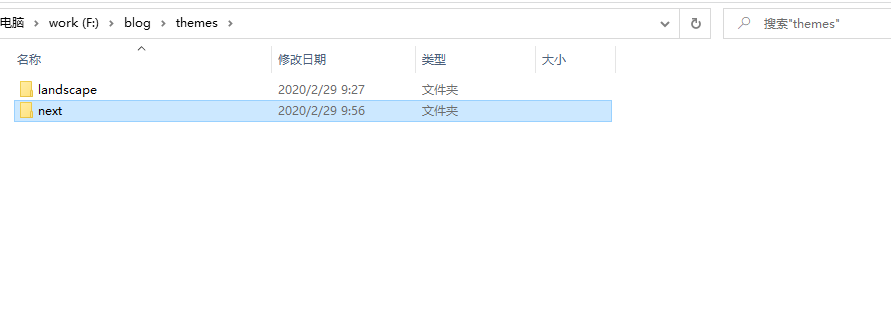 电脑 work (F:) blog themes 搜索"themes"
名称 修改日期 类型 大小
landscape 2020/2/29 9:27 文件夹
next 2020/2/29 9:56 文件夹